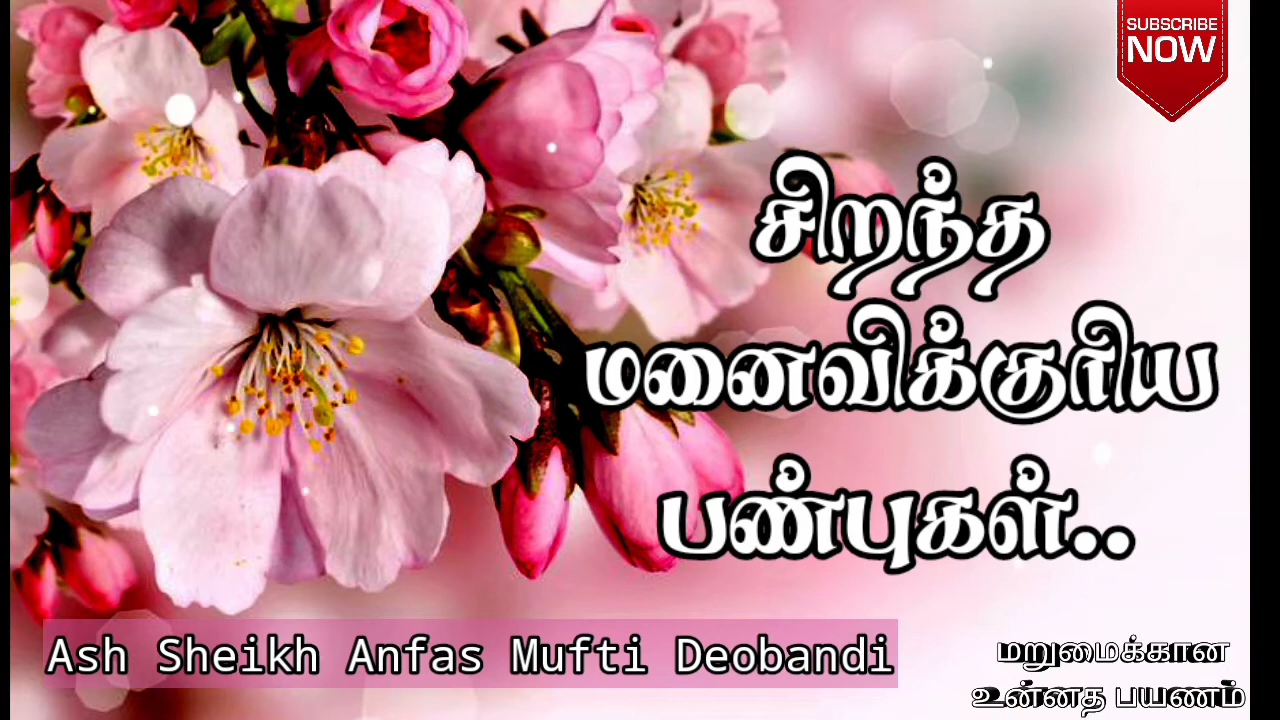 SUBSCRIBE
NOW
சிறந்த
மனைவிக்குரிய
பண்புகள்..
Ash Sheikh Anfas Mufti Deobandi
மறுமைக்கான
உன்னத பயணம்